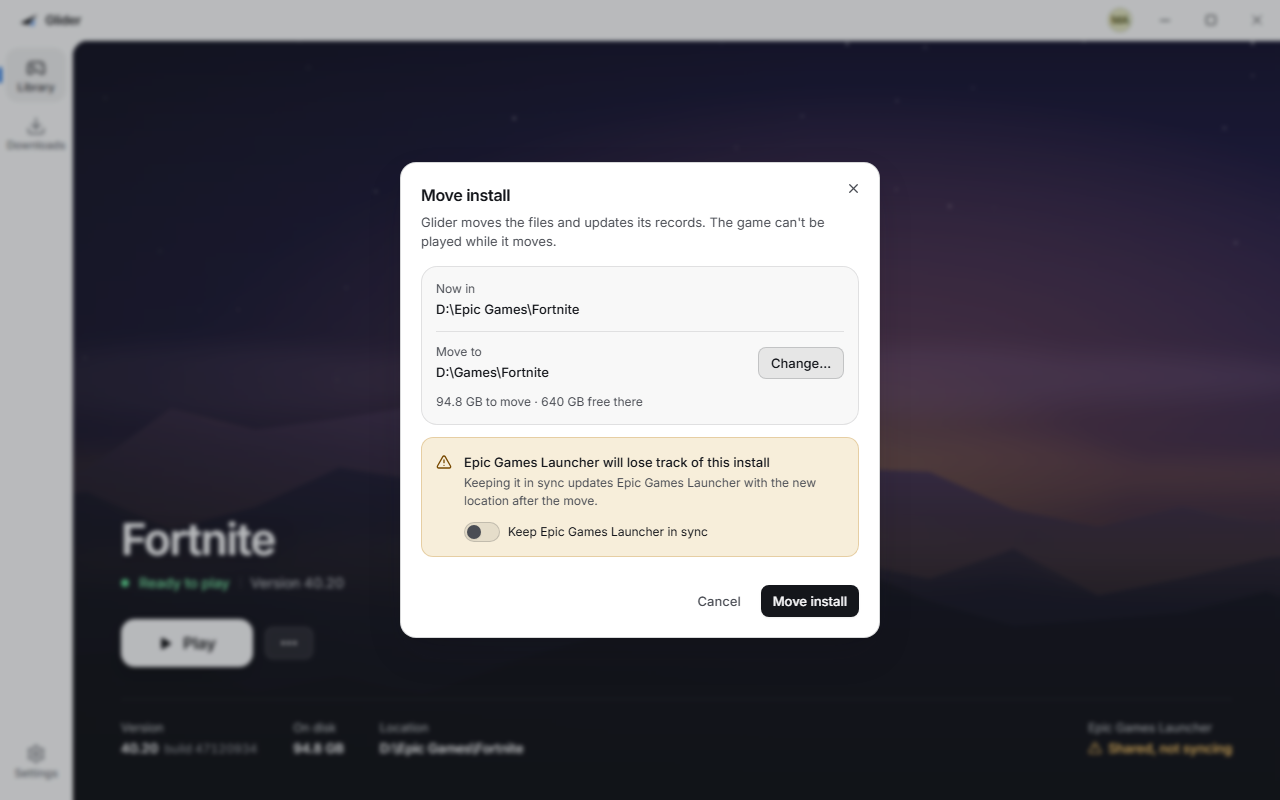 Glider
MA
Library
Downloads
Move install
Glider moves the files and updates its records. The game can't be
played while it moves.
Now in
D:\Epic Games\Fortnite
Move to
D:\Games\Fortnite
Change...
94.8 GB to move · 640 GB free there
Epic Games Launcher will lose track of this install
Keeping it in sync updates Epic Games Launcher with the new
location after the move.
Keep Epic Games Launcher in sync
Cancel
Move install
Fortnite
Ready to play
Version 40.20
Play
Version
40.20 build 47120934
On disk
94.8 GB
Location
D:\Epic Games\Fortnite
Epic Games Launcher
Shared, not syncing
Settings